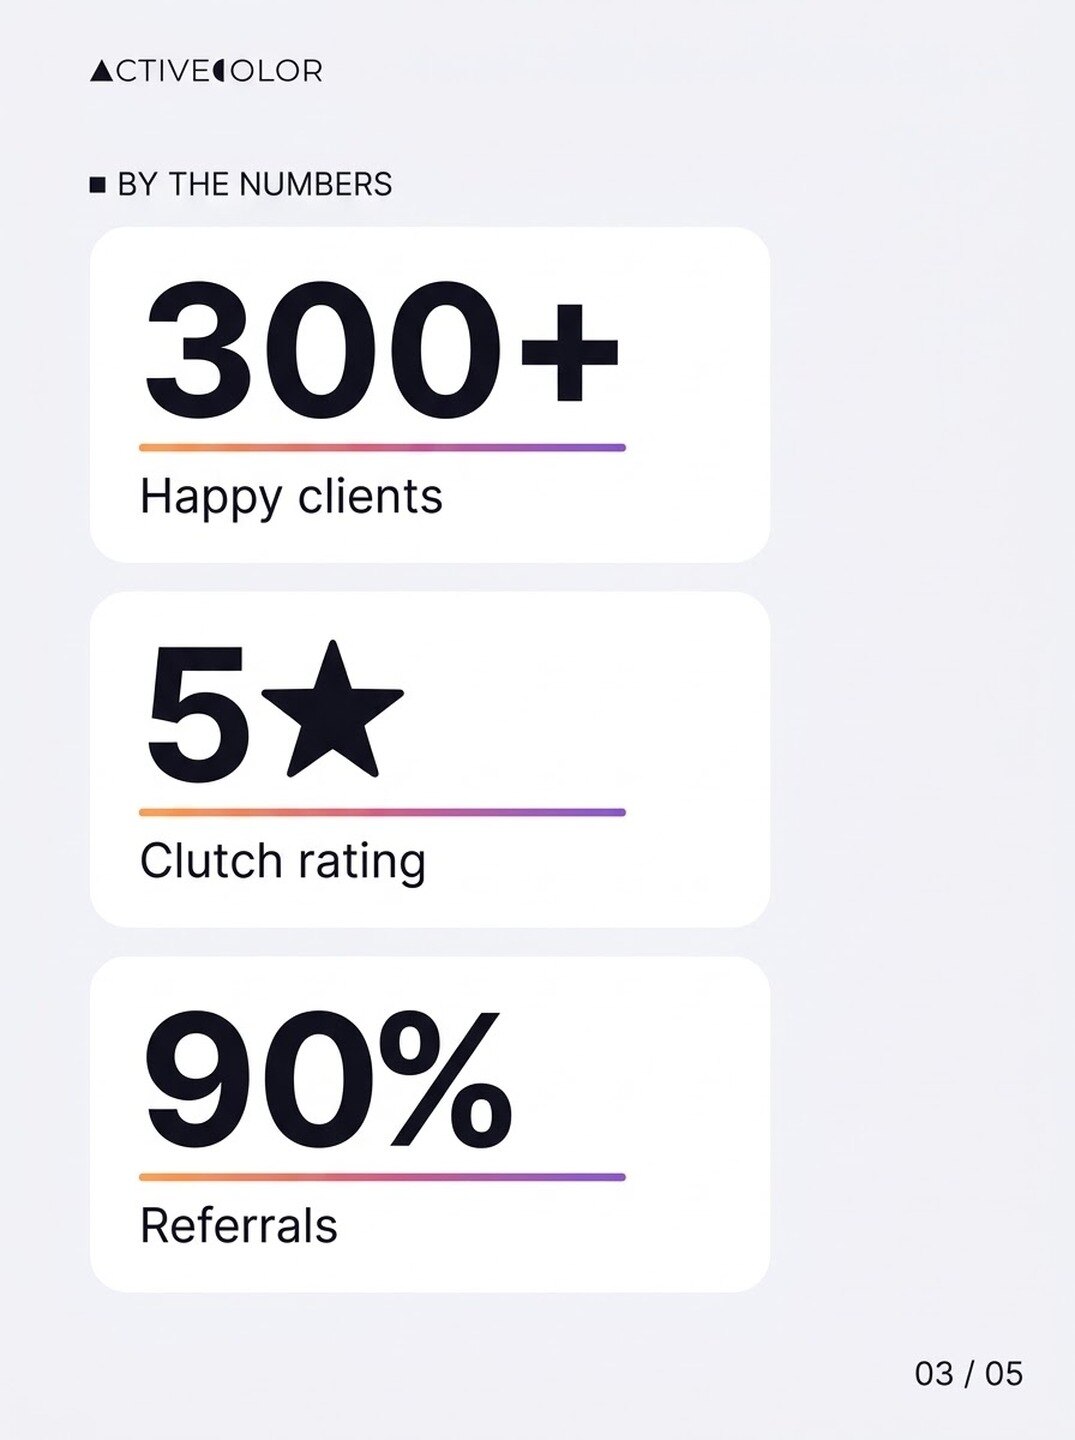 ACTIVECOLOR
BY THE NUMBERS
300+
Happy clients
5★
Clutch rating
90%
Referrals
03 / 05